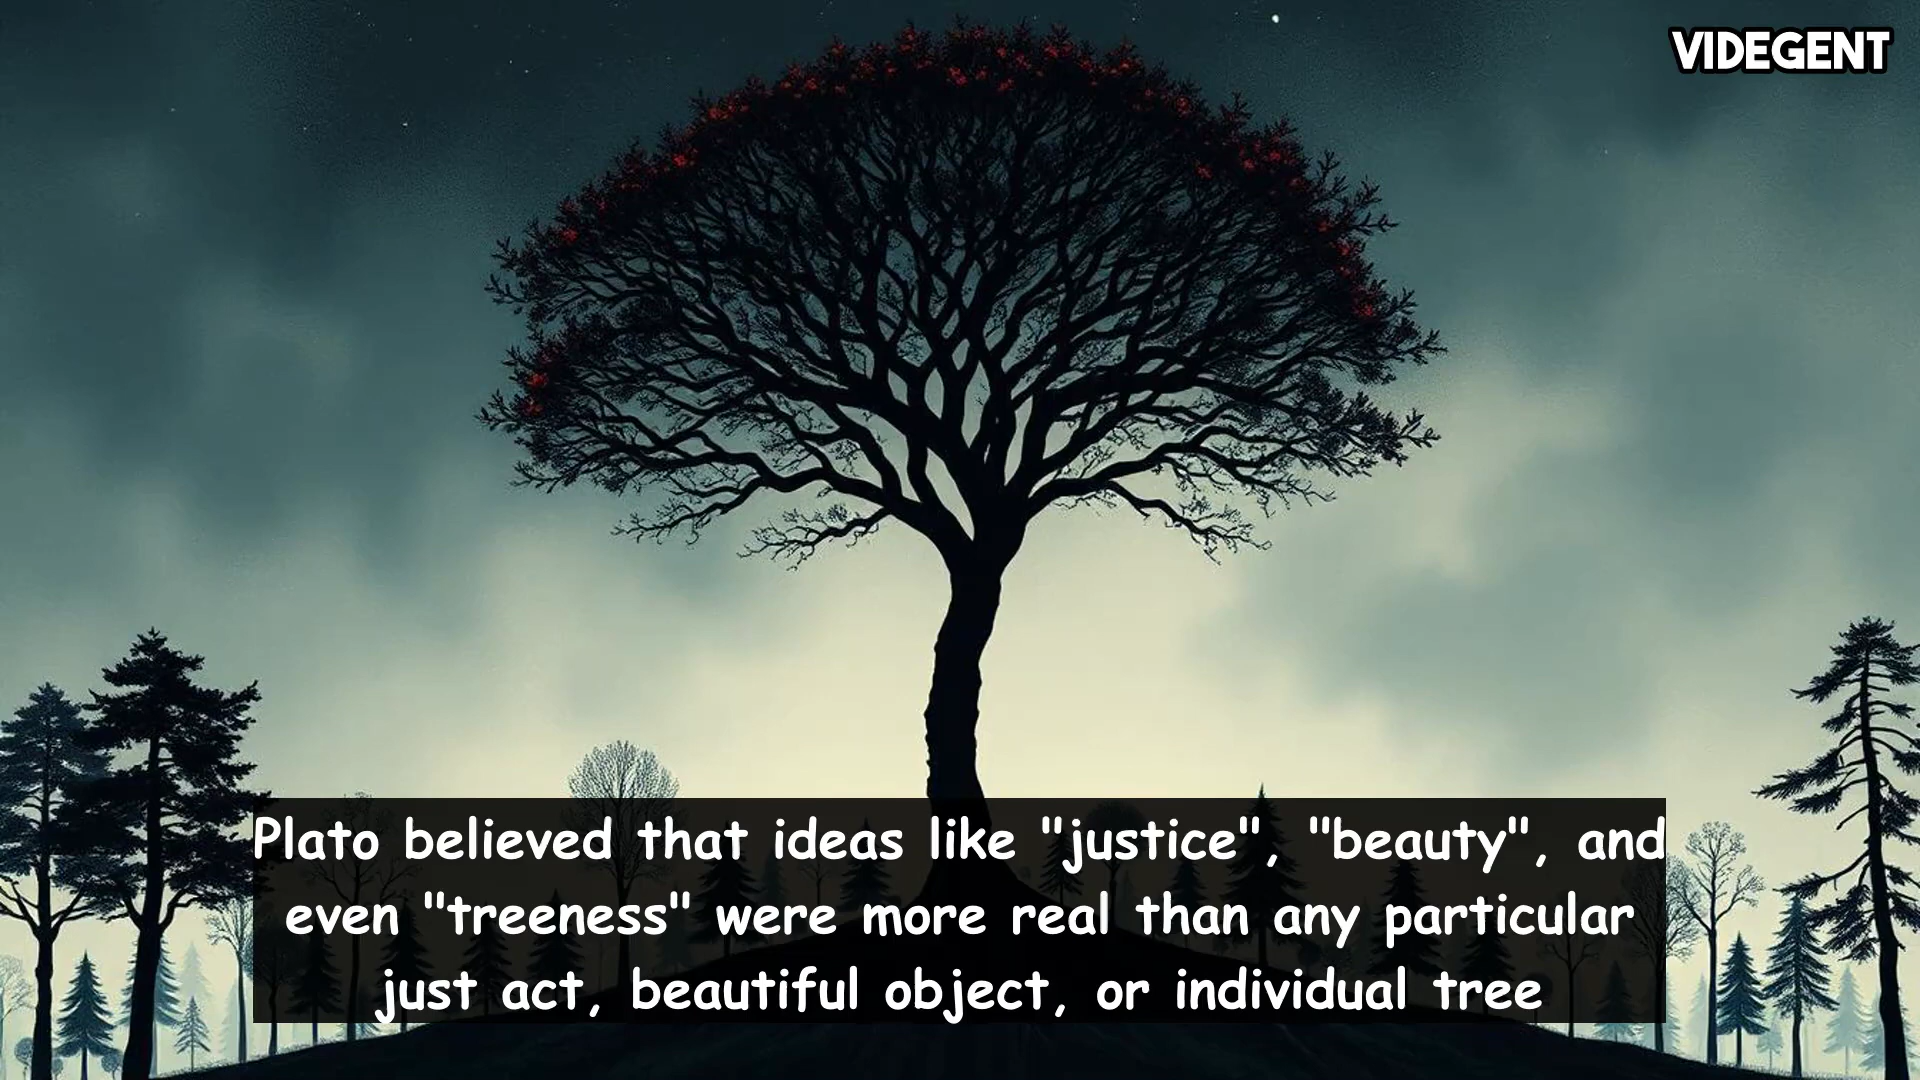 VIDEGENT
Plato believed that ideas like "justice", "beauty", and
even "treeness" were more real than any particular
just act, beautiful object, or individual tree